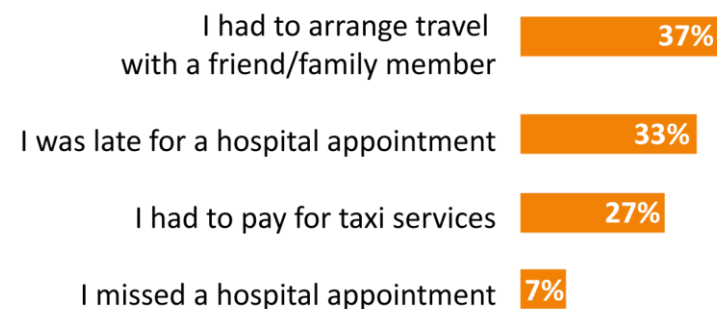 I had to arrange travel
with a friend/family member
37%
I was late for a hospital appointment
33%
I had to pay for taxi services
27%
I missed a hospital appointment
7%